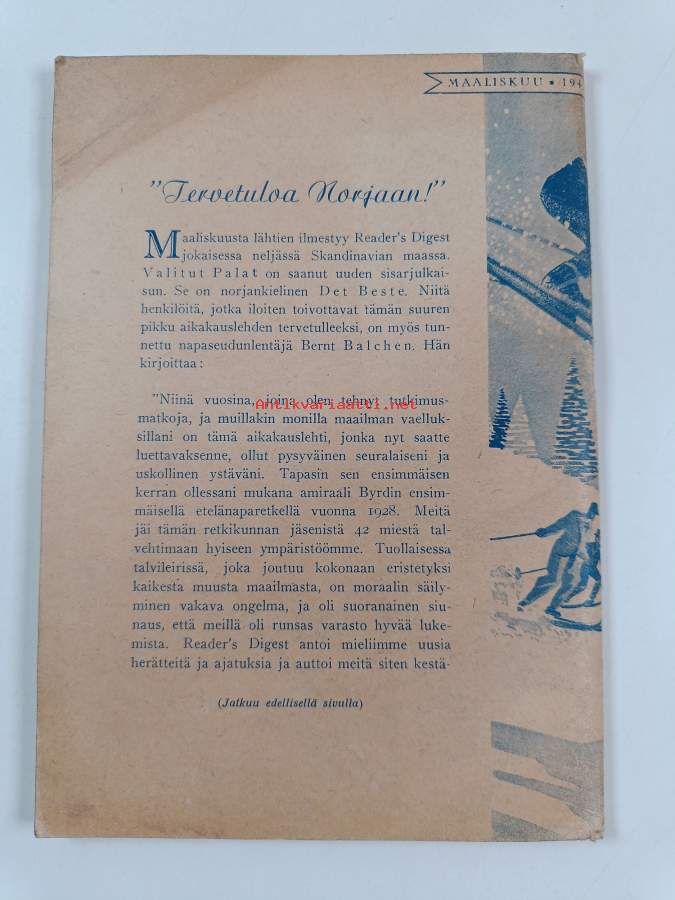 MAALISKUU • 194
"Tervetuloa Norjaan!"
Maaliskuusta lähtien ilmestyy Reader's Digest
jokaisessa neljässä Skandinavian maassa.
Valitut Palat on saanut uuden sisarjulkai-
sun. Se on norjankielinen Det Beste. Niitä
henkilöitä, jotka iloiten toivottavat tämän suuren
pikku aikakauslehden tervetulleeksi, on myös tun-
nettu napaseudunlentäjä Bernt Balchen. Hän
kirjoittaa:
"Niinä vuosina, joina olen tehnyt tutkimus-
Antikvariaatti.net
matkoja, ja muillakin monilla maailman vaelluk-
sillani on tämä aikakauslehti, jonka nyt saatte
luettavaksenne, ollut pysyväinen seuralaiseni ja
uskollinen ystäväni. Tapasin sen ensimmäisen
kerran ollessani mukana amiraali Byrdin ensim-
mäisellä etelänaparetkellä vuonna 1928. Meitä
jäi tämän retkikunnan jäsenistä 42 miestä tal-
vehtimaan hyiseen ympäristöömme. Tuollaisessa
talvileirissä, joka joutuu kokonaan eristetyksi
kaikesta muusta maailmasta, on moraalin säily-
minen vakava ongelma, ja oli suoranainen siu-
naus, että meillä oli runsas varasto hyvää luke-
mista. Reader's Digest antoi mieliimme uusia
herätteitä ja ajatuksia ja auttoi meitä siten kestä-
(Jatkuu edellisellä sivulla)